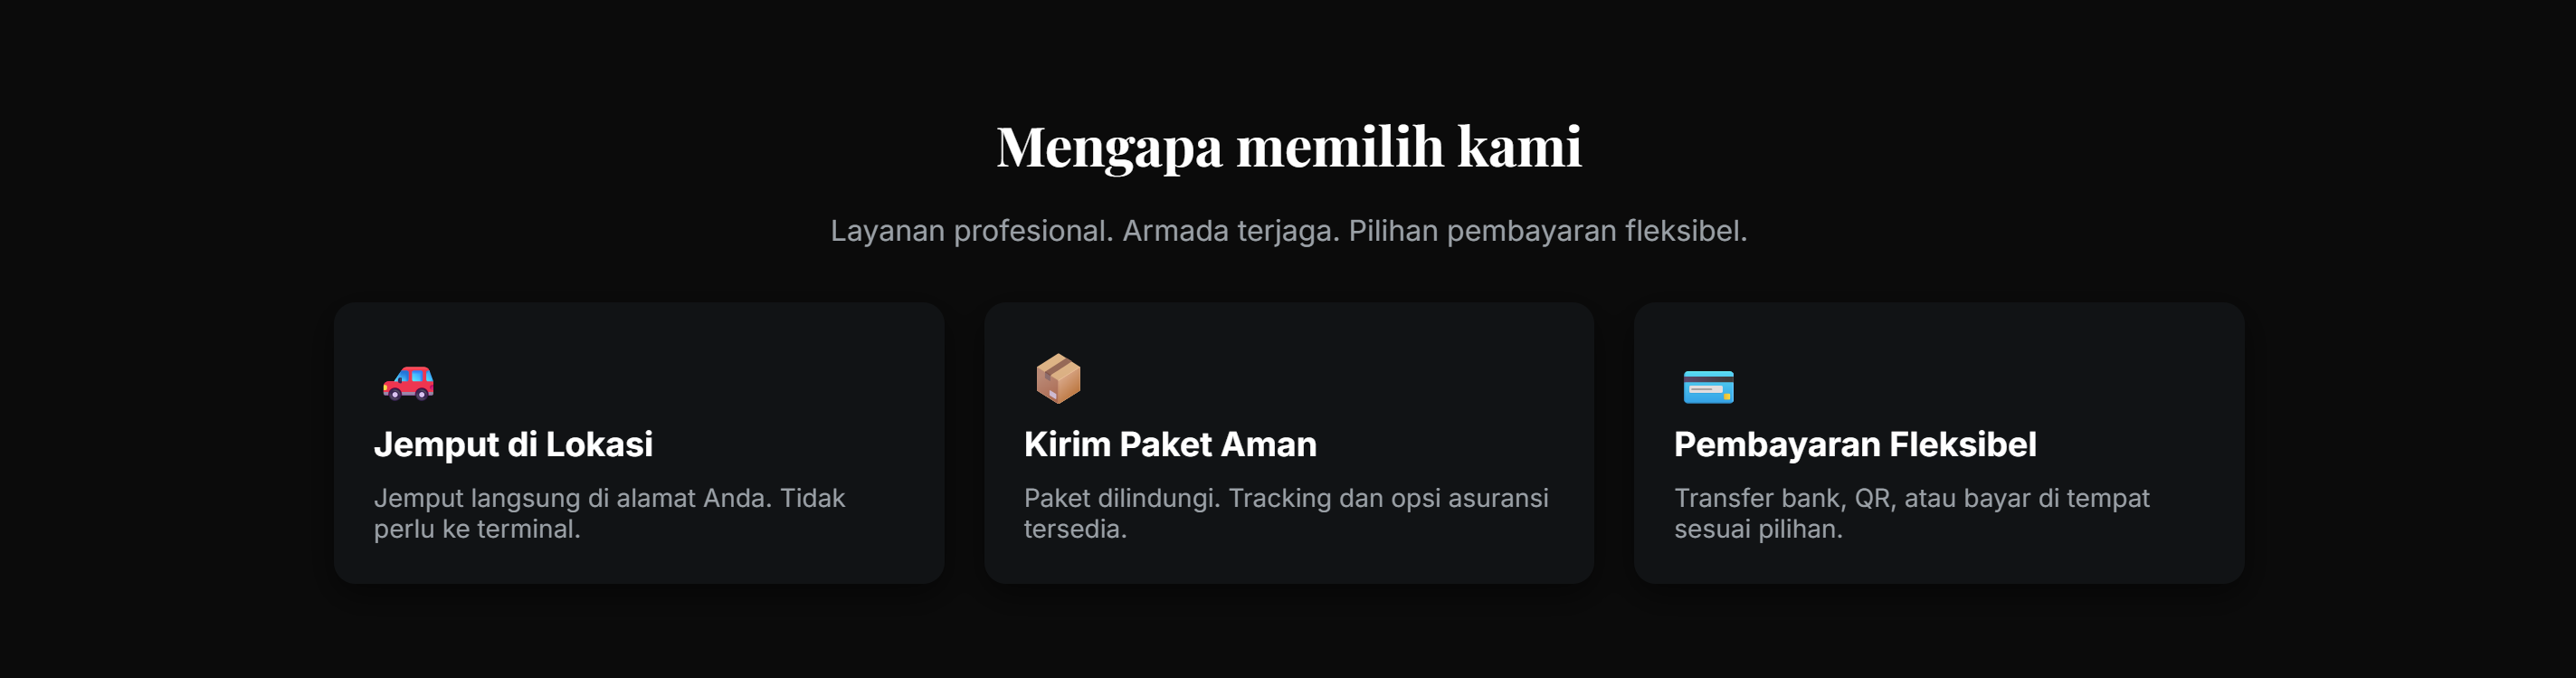 Mengapa memilih kami
Layanan profesional. Armada terjaga. Pilihan pembayaran fleksibel.
Jemput di Lokasi
Jemput langsung di alamat Anda. Tidak
perlu ke terminal.
Kirim Paket Aman
Paket dilindungi. Tracking dan opsi asuransi
tersedia.
Pembayaran Fleksibel
Transfer bank, QR, atau bayar di tempat
sesuai pilihan.